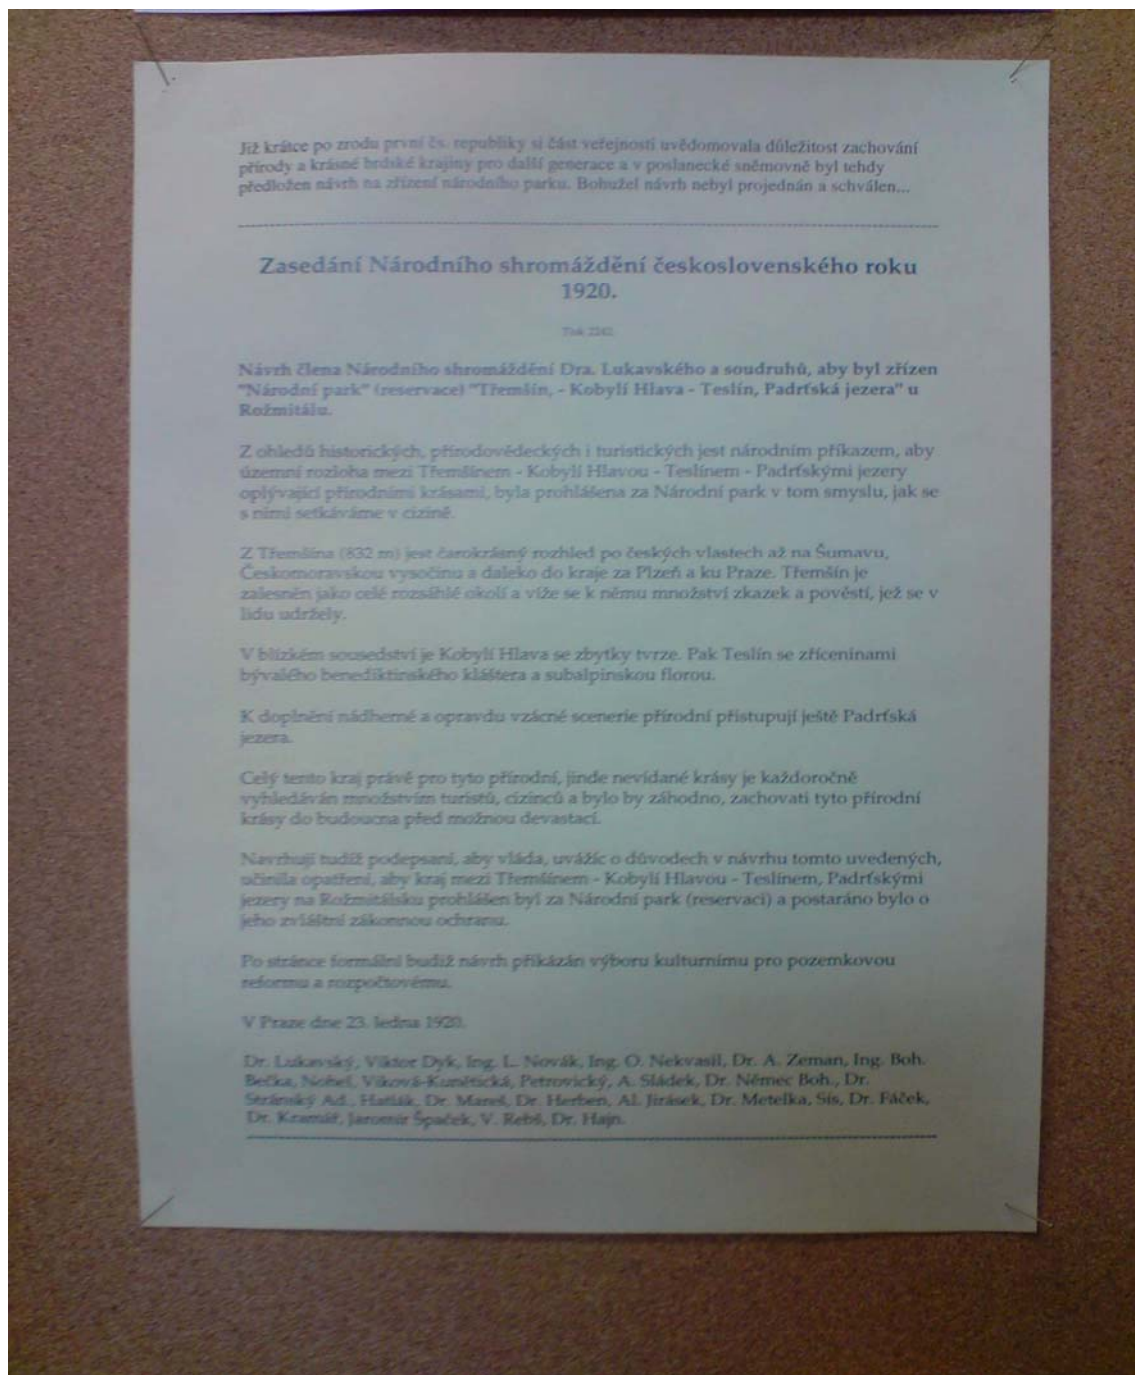 Již krátce po zrodu první čs. republiky si část veřejnosti uvědomovala důležitost zachování
přírody a krásné brdské krajiny pro další generace a v poslanecké sněmovně byl tehdy
předložen návrh na zřízení národního parku. Bohužel návrh nebyl projednán a schválen...
Zasedání Národního shromáždění československého roku
1920.
Tisk
Návrh člena Národního shromáždění Dra. Lukavského a soudruhů, aby byl zřízen
"Národní park" (reservace) "Třemšín, - Kobylí Hlava - Teslín, Padrťská jezera" u
Rožmitálu.
Z ohledů historických, přírodovědeckých i turistických jest národním příkazem, aby
územní rozloha mezi Třemšínem - Kobylí Hlavou - Teslínem - Padrťskými jezery
oplývající přírodními krásami, byla prohlášena za Národní park v tom smyslu, jak se
s nimi setkáváme v cizině.
Z Třemšína (832 m) jest čarokrásný rozhled po českých vlastech až na Šumavu,
Českomoravskou vysočinu a daleko do kraje za Plzeň a ku Praze. Třemšín je
zalesněn jako celé rozsáhlé okolí a víže se k němu množství zkazek a pověstí, jež se v
lidu udržely.
V blízkém sousedství je Kobylí Hlava se zbytky tvrze. Pak Teslín se zříceninami
bývalého benediktinského kláštera a subalpinskou florou.
K doplnění nádherné a opravdu vzácné scenerie přírodní přistupují ještě Padrťská
jezera.
Celý tento kraj právě pro tyto přírodní, jinde nevídané krásy je každoročně
vyhledáván množstvím turistů, cizinců a bylo by záhodno, zachovati tyto přírodní
krásy do budoucna před možnou devastací.
Navrhují tudíž podepsaní, aby vláda, uvážíc o důvodech v návrhu tomto uvedených,
učinila opatření, aby kraj mezi Třemšínem - Kobylí Hlavou - Teslínem, Padrťskými
jezery na Rožmitálsku prohlášen byl za Národní park (reservaci) a postaráno bylo o
jeho zvláštní zákonnou ochranu.
Po stránce formální budiž návrh přikázán výboru kulturnímu pro pozemkovou
reformu a rozpočtovému.
V Praze dne 23. ledna 1920.
Dr. Lukavský, Viktor Dyk, Ing. L. Novák, Ing. O. Nekvasil, Dr. A. Zeman, Ing. Boh.
Bečka, Nobel, Viková-Kunětická, Petrovický, A. Sládek, Dr. Němec Boh., Dr.
Stránský Ad., Hatlák, Dr. Mareš, Dr. Herben, Al. Jirásek, Dr. Metelka, Sís, Dr. Fáček,
Dr. Kramář, Jaromír Špaček, V. Rebš, Dr. Hajn.